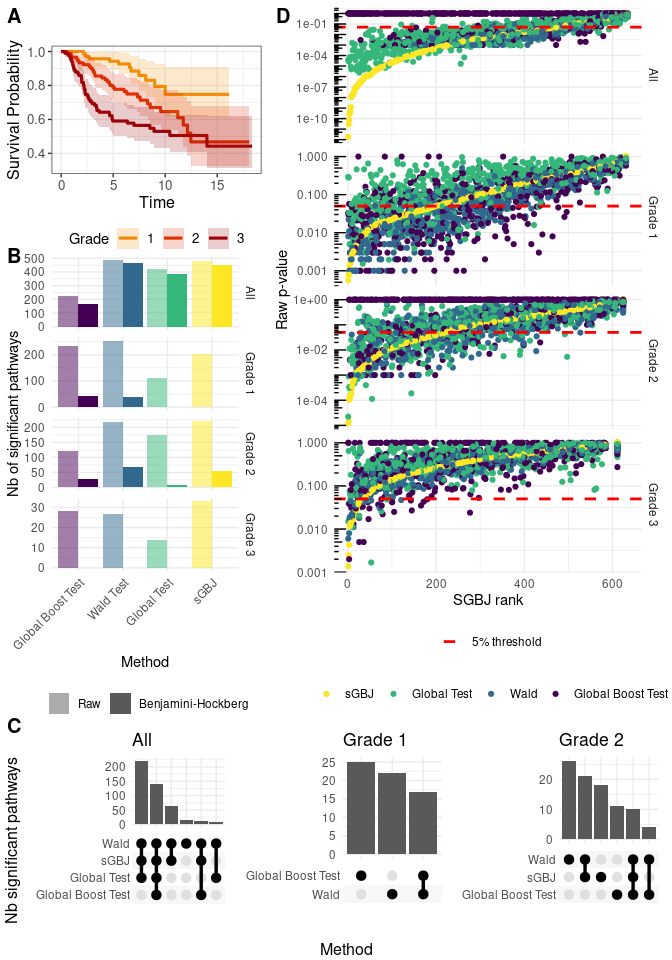 A
Survival Probability
1.0
0.8
0.6
0.4
0
5
10
15
Time
Grade
1
2
3
B
Nb of significant pathways
500
400
300
200
100
0
All
200
100
0
Grade 1
200
150
100
50
0
Grade 2
30
20
10
0
Grade 3
Global Boost Test
Wald Test
Global Test
sGBJ
Method
Raw
Benjamini-Hockberg
D
Raw p-value
1e-01
1e-04
1e-07
1e-10
All
1.000
0.100
0.010
0.001
Grade 1
1e+00
1e-02
1e-04
Grade 2
1.000
0.100
0.010
0.001
Grade 3
0
200
400
600
SGBJ rank
5% threshold
sGBJ
Global Test
Wald
Global Boost Test
C
Nb significant pathways
All
200
150
100
50
0
Wald
sGBJ
Global Test
Global Boost Test
Grade 1
25
20
15
10
5
0
Global Boost Test
Wald
Grade 2
20
10
0
Wald
sGBJ
Global Boost Test
Method